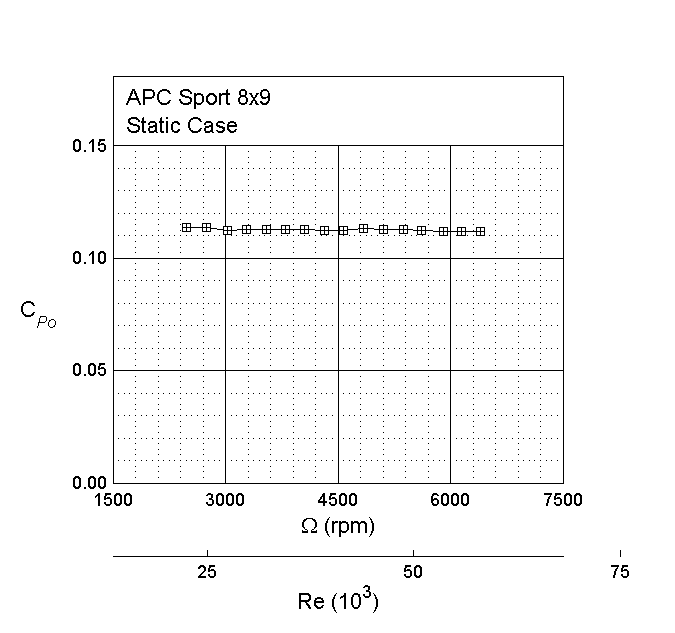 APC Sport 8x9
Static Case
0.15
0.10
C_Po
0.05
0.00
1500 3000 4500 6000 7500
Ω (rpm)
25 50 75
Re (10³)